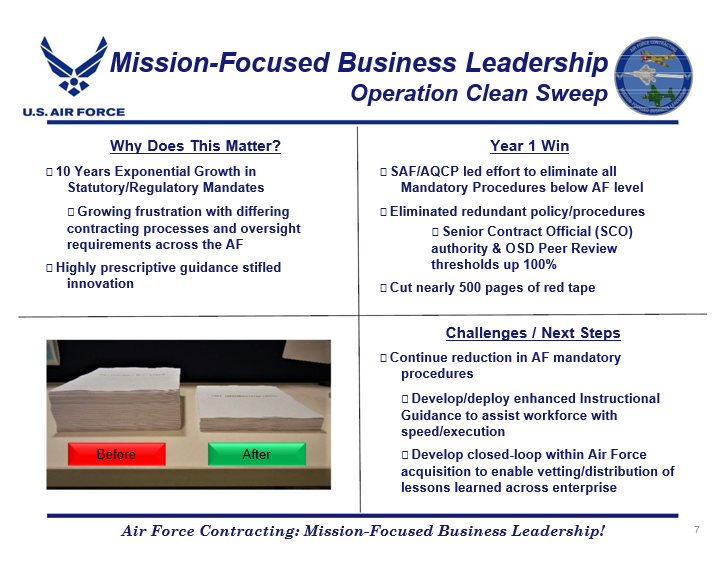 Mission-Focused Business Leadership
Operation Clean Sweep
U.S. AIR FORCE
AIR FORCE CONTRACTING
Why Does This Matter?
10 Years Exponential Growth in
Statutory/Regulatory Mandates
Growing frustration with differing
contracting processes and oversight
requirements across the AF
Highly prescriptive guidance stifled
innovation
Year 1 Win
SAF/AQCP led effort to eliminate all
Mandatory Procedures below AF level
Eliminated redundant policy/procedures
Senior Contract Official (SCO)
authority & OSD Peer Review
thresholds up 100%
Cut nearly 500 pages of red tape
Before
After
Challenges / Next Steps
Continue reduction in AF mandatory
procedures
Develop/deploy enhanced Instructional
Guidance to assist workforce with
speed/execution
Develop closed-loop within Air Force
acquisition to enable vetting/distribution of
lessons learned across enterprise
Air Force Contracting: Mission-Focused Business Leadership!
7